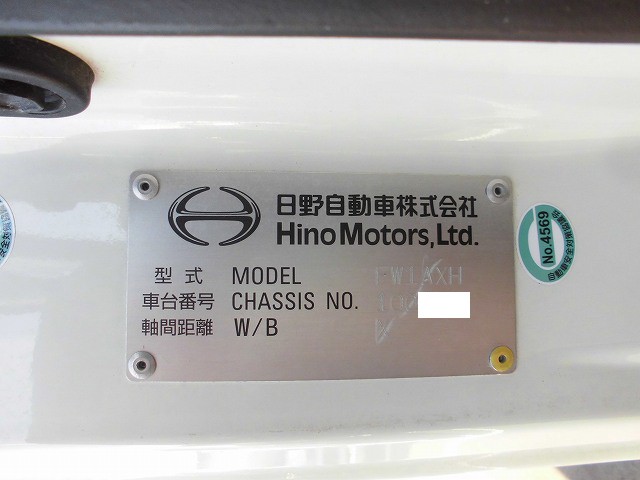 日野自動車株式会社
Hino Motors, Ltd.
型式 MODEL FW1AXH
車台番号 CHASSIS NO.
軸間距離 W/B
No.4569